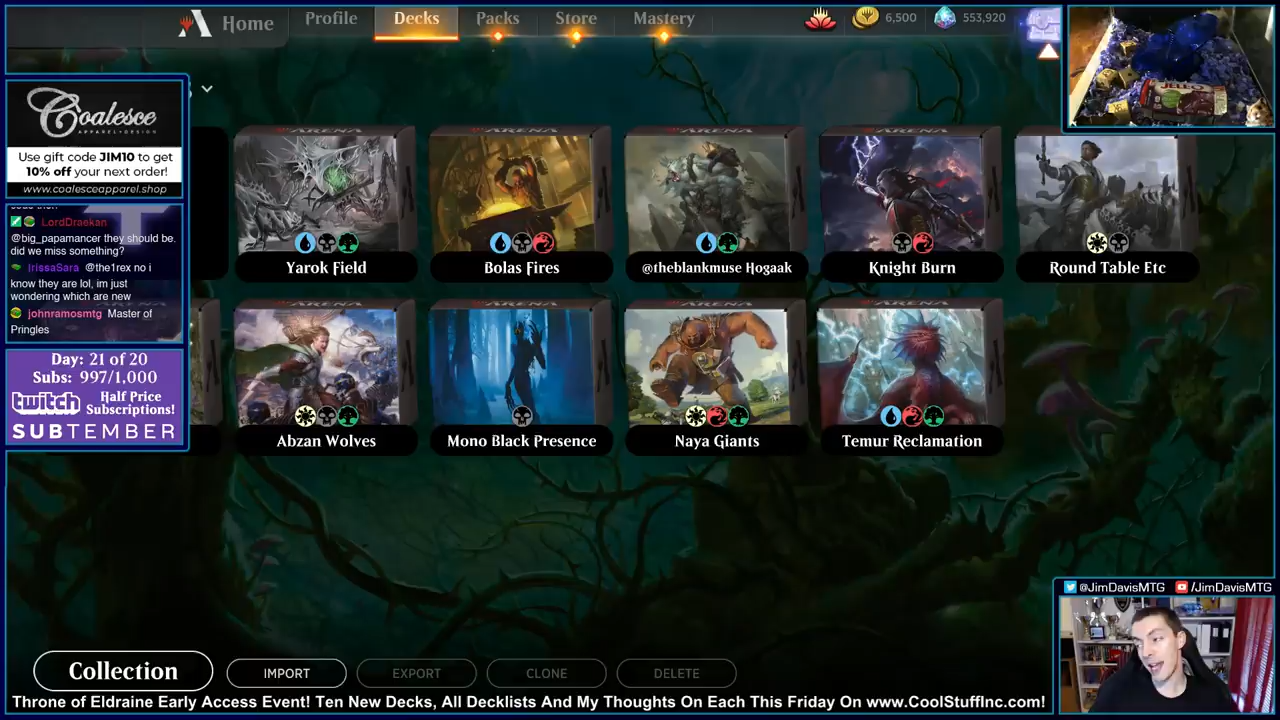 Home
Profile
Decks
Packs
Store
Mastery
6,500
553,920
Coalesce
APPAREL+DESIGN
Use gift code JIM10 to get
10% off your next order!
www.coalesceapparel.shop
LordDraekan
@big_papamancer they should be.
did we miss something?
IrissaSara @the1rex no i
know they are lol, im just
wondering which are new
johnramosmtg Master of
Pringles
Day: 21 of 20
Subs: 997/1,000
twitch Half Price
Subscriptions!
SUBTEMBER
Yarok Field
Bolas Fires
@theblankmuse Hogaak
Knight Burn
Round Table Etc
Abzan Wolves
Mono Black Presence
Naya Giants
Temur Reclamation
@JimDavisMTG /JimDavisMTG
Collection
IMPORT
EXPORT
CLONE
DELETE
Throne of Eldraine Early Access Event! Ten New Decks, All Decklists And My Thoughts On Each This Friday On www.CoolStuffInc.com!